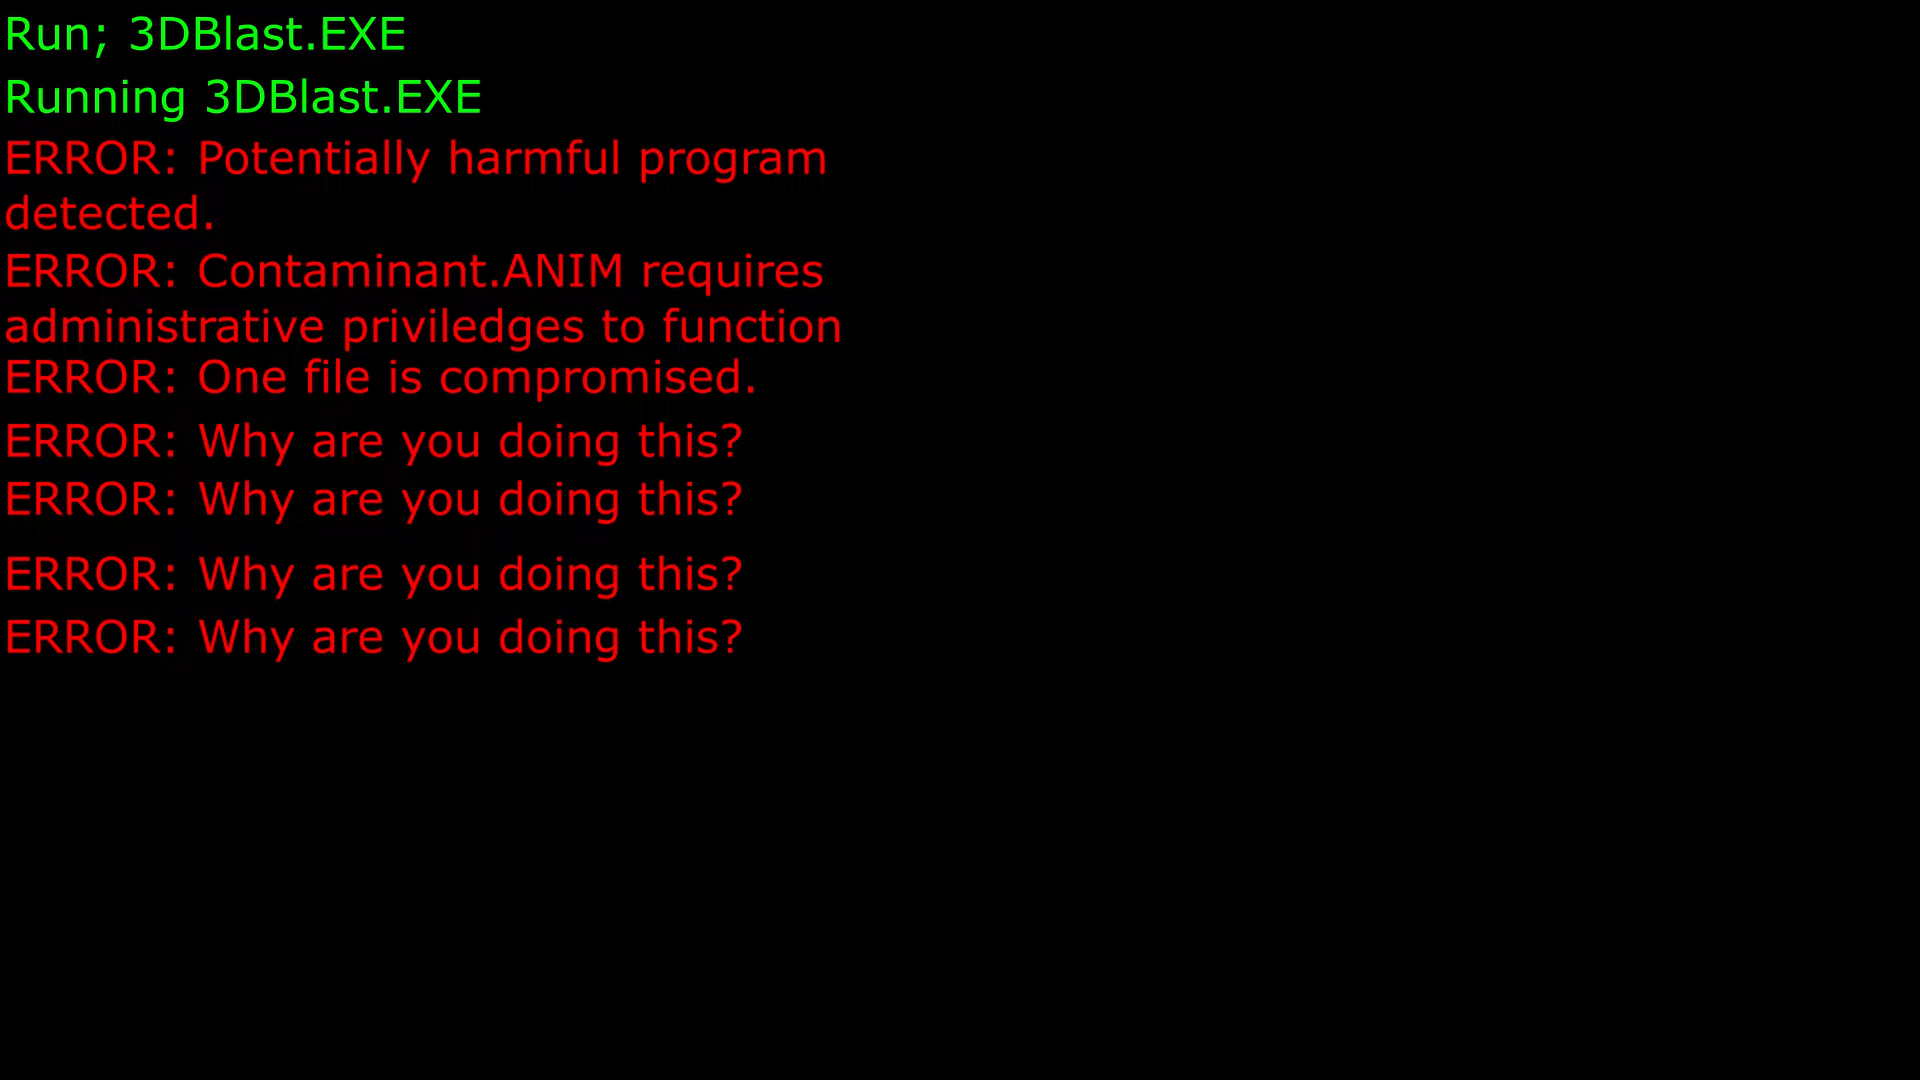 Run; 3DBlast.EXE
Running 3DBlast.EXE
ERROR: Potentially harmful program
detected.
ERROR: Contaminant.ANIM requires
administrative priviledges to function
ERROR: One file is compromised.
ERROR: Why are you doing this?
ERROR: Why are you doing this?
ERROR: Why are you doing this?
ERROR: Why are you doing this?